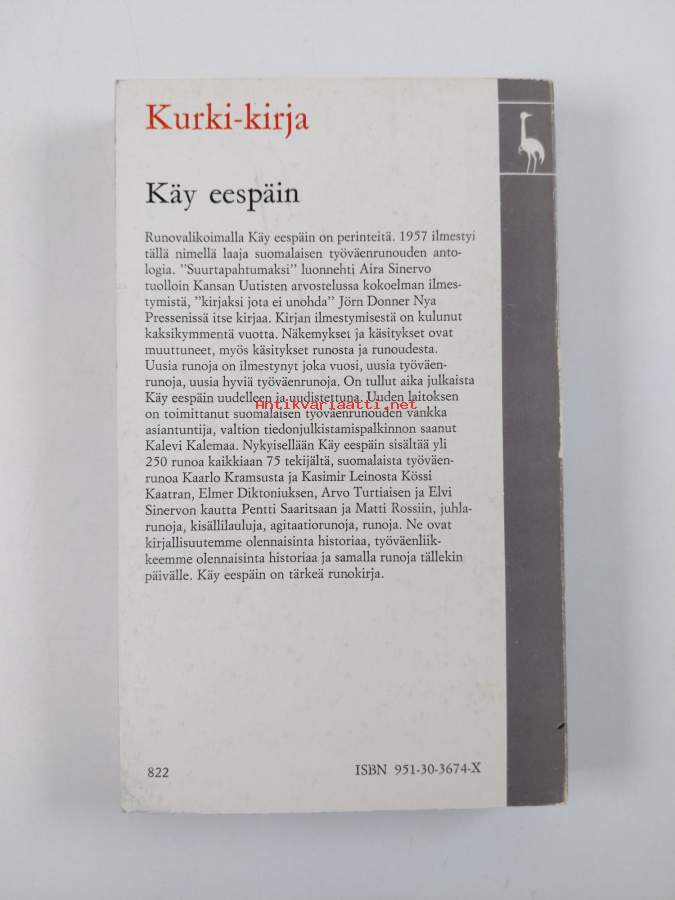 Kurki-kirja
Käy eespäin
Runovalikoimalla Käy eespäin on perinteitä. 1957 ilmestyi
tällä nimellä laaja suomalaisen työväenrunouden anto-
logia. ”Suurtapahtumaksi” luonnehti Aira Sinervo
tuolloin Kansan Uutisten arvostelussa kokoelman ilmes-
tymistä, ”kirjaksi jota ei unohda” Jörn Donner Nya
Pressenissä itse kirjaa. Kirjan ilmestymisestä on kulunut
kaksikymmentä vuotta. Näkemykset ja käsitykset ovat
muuttuneet, myös käsitykset runosta ja runoudesta.
Uusia runoja on ilmestynyt joka vuosi, uusia työväen-
runoja, uusia hyviä työväenrunoja. On tullut aika julkaista
Käy eespäin uudelleen ja uudistettuna. Uuden laitoksen
Antikvariaatti.net
on toimittanut suomalaisen työväenrunouden vankka
asiantuntija, valtion tiedonjulkistamispalkinnon saanut
Kalevi Kalemaa. Nykyisellään Käy eespäin sisältää yli
250 runoa kaikkiaan 75 tekijältä, suomalaista työväen-
runoa Kaarlo Kramsusta ja Kasimir Leinosta Kössi
Kaatran, Elmer Diktoniuksen, Arvo Turtiaisen ja Elvi
Sinervon kautta Pentti Saaritsaan ja Matti Rossiin, juhla-
runoja, kisällilauluja, agitaatiorunoja, runoja. Ne ovat
kirjallisuutemme olennaisinta historiaa, työväenliik-
keemme olennaisinta historiaa ja samalla runoja tällekin
päivälle. Käy eespäin on tärkeä runokirja.
822
ISBN 951-30-3674-X